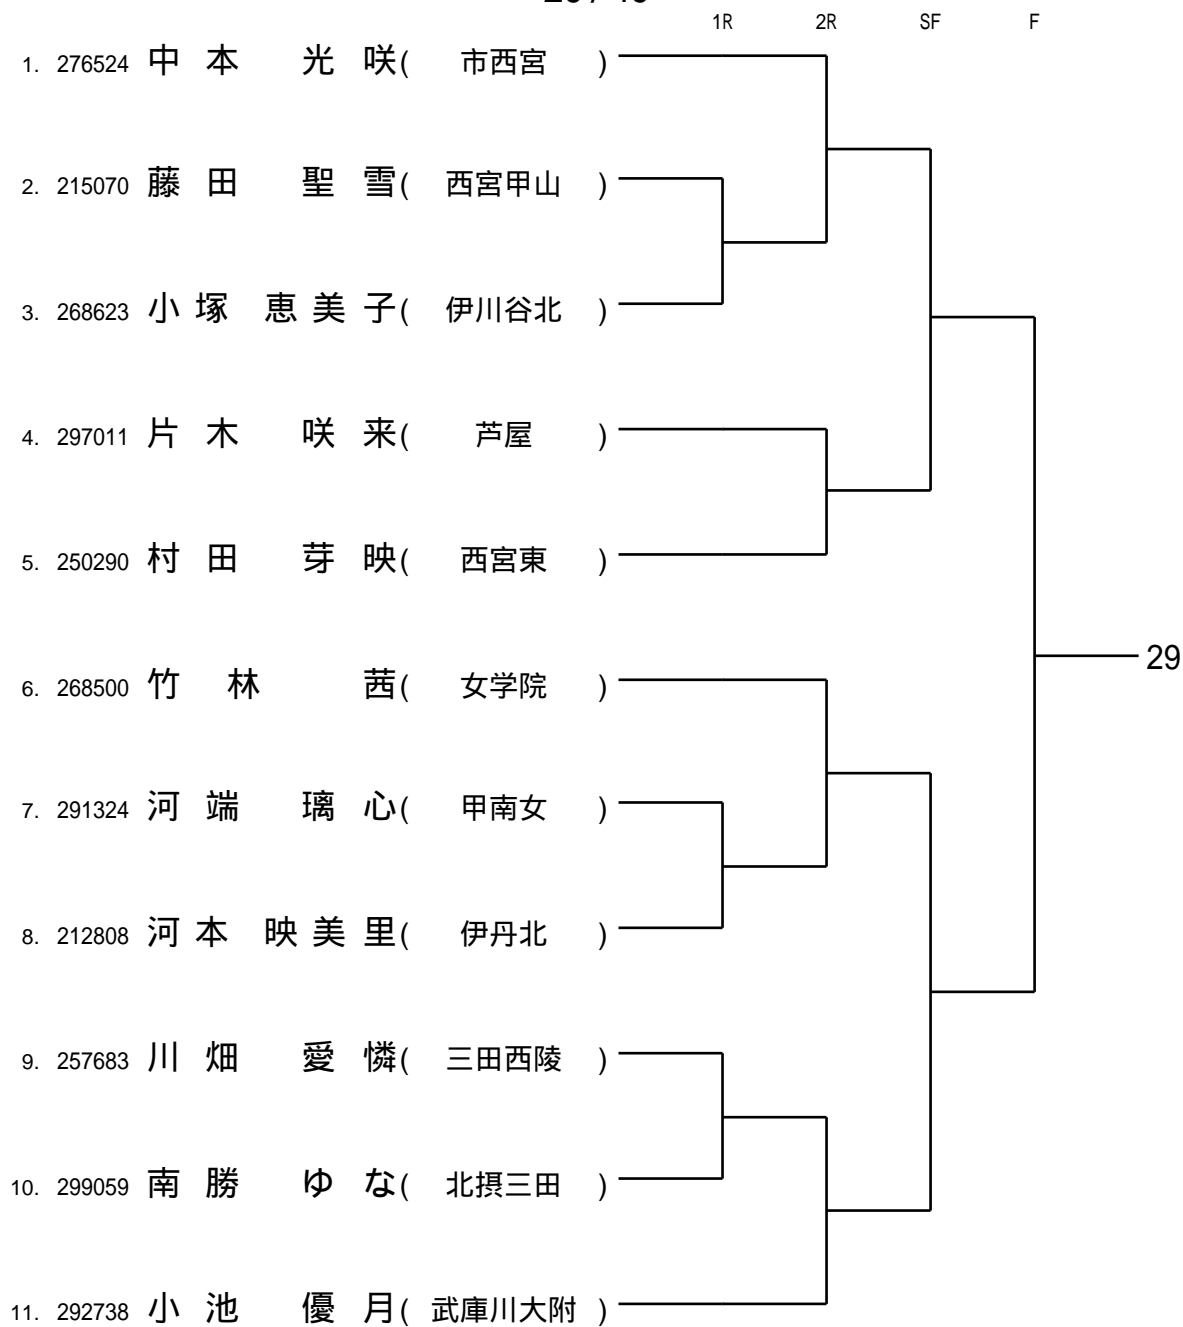 1R 2R SF F
1. 276524 中本 光咲( 市西宮 )
2. 215070 藤田 聖雪( 西宮甲山 )
3. 268623 小塚 恵美子( 伊川谷北 )
4. 297011 片木 咲来( 芦屋 )
5. 250290 村田 芽映( 西宮東 )
29
6. 268500 竹林 茜( 女学院 )
7. 291324 河端 璃心( 甲南女 )
8. 212808 河本 映美里( 伊丹北 )
9. 257683 川畑 愛憐( 三田西陵 )
10. 299059 南勝 ゆな( 北摂三田 )
11. 292738 小池 優月( 武庫川大附 )